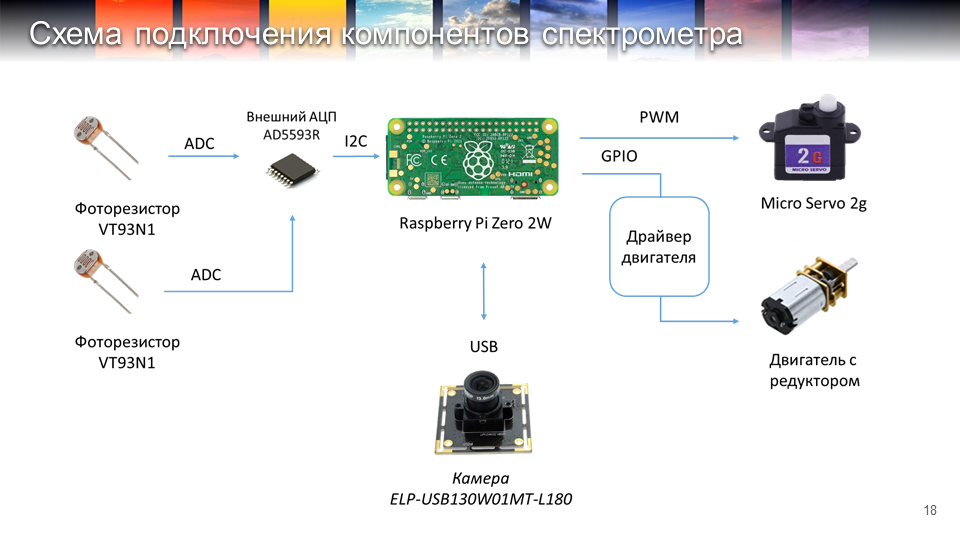 Схема подключения компонентов спектрометра
Внешний АЦП
AD5593R
ADC
I2C
PWM
GPIO
HDMI
2G
MICRO SERVO
Фоторезистор
VT93N1
Raspberry Pi Zero 2W
Micro Servo 2g
Драйвер
двигателя
ADC
Фоторезистор
VT93N1
USB
Двигатель с
редуктором
Камера
ELP-USB130W01MT-L180
18